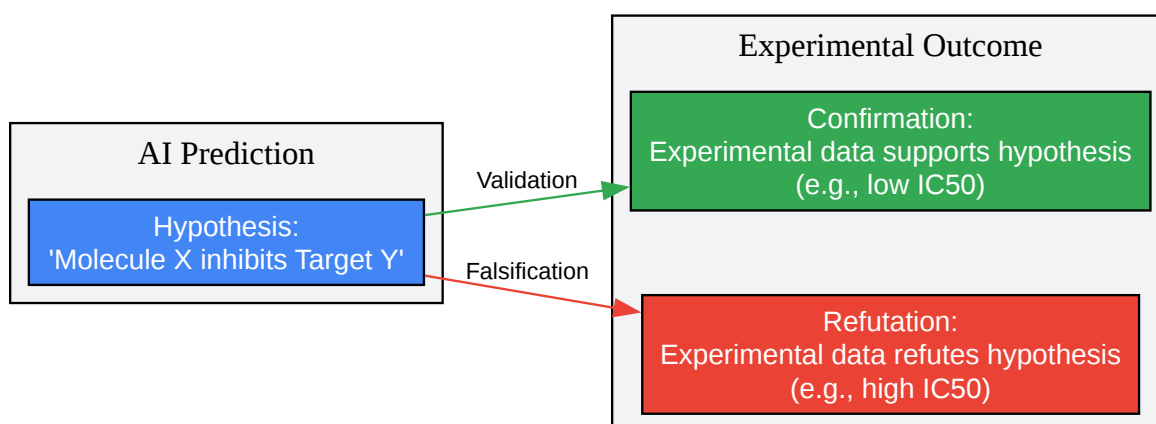 AI Prediction
Hypothesis:
'Molecule X inhibits Target Y'
Validation
Falsification
Experimental Outcome
Confirmation:
Experimental data supports hypothesis
(e.g., low IC50)
Refutation:
Experimental data refutes hypothesis
(e.g., high IC50)